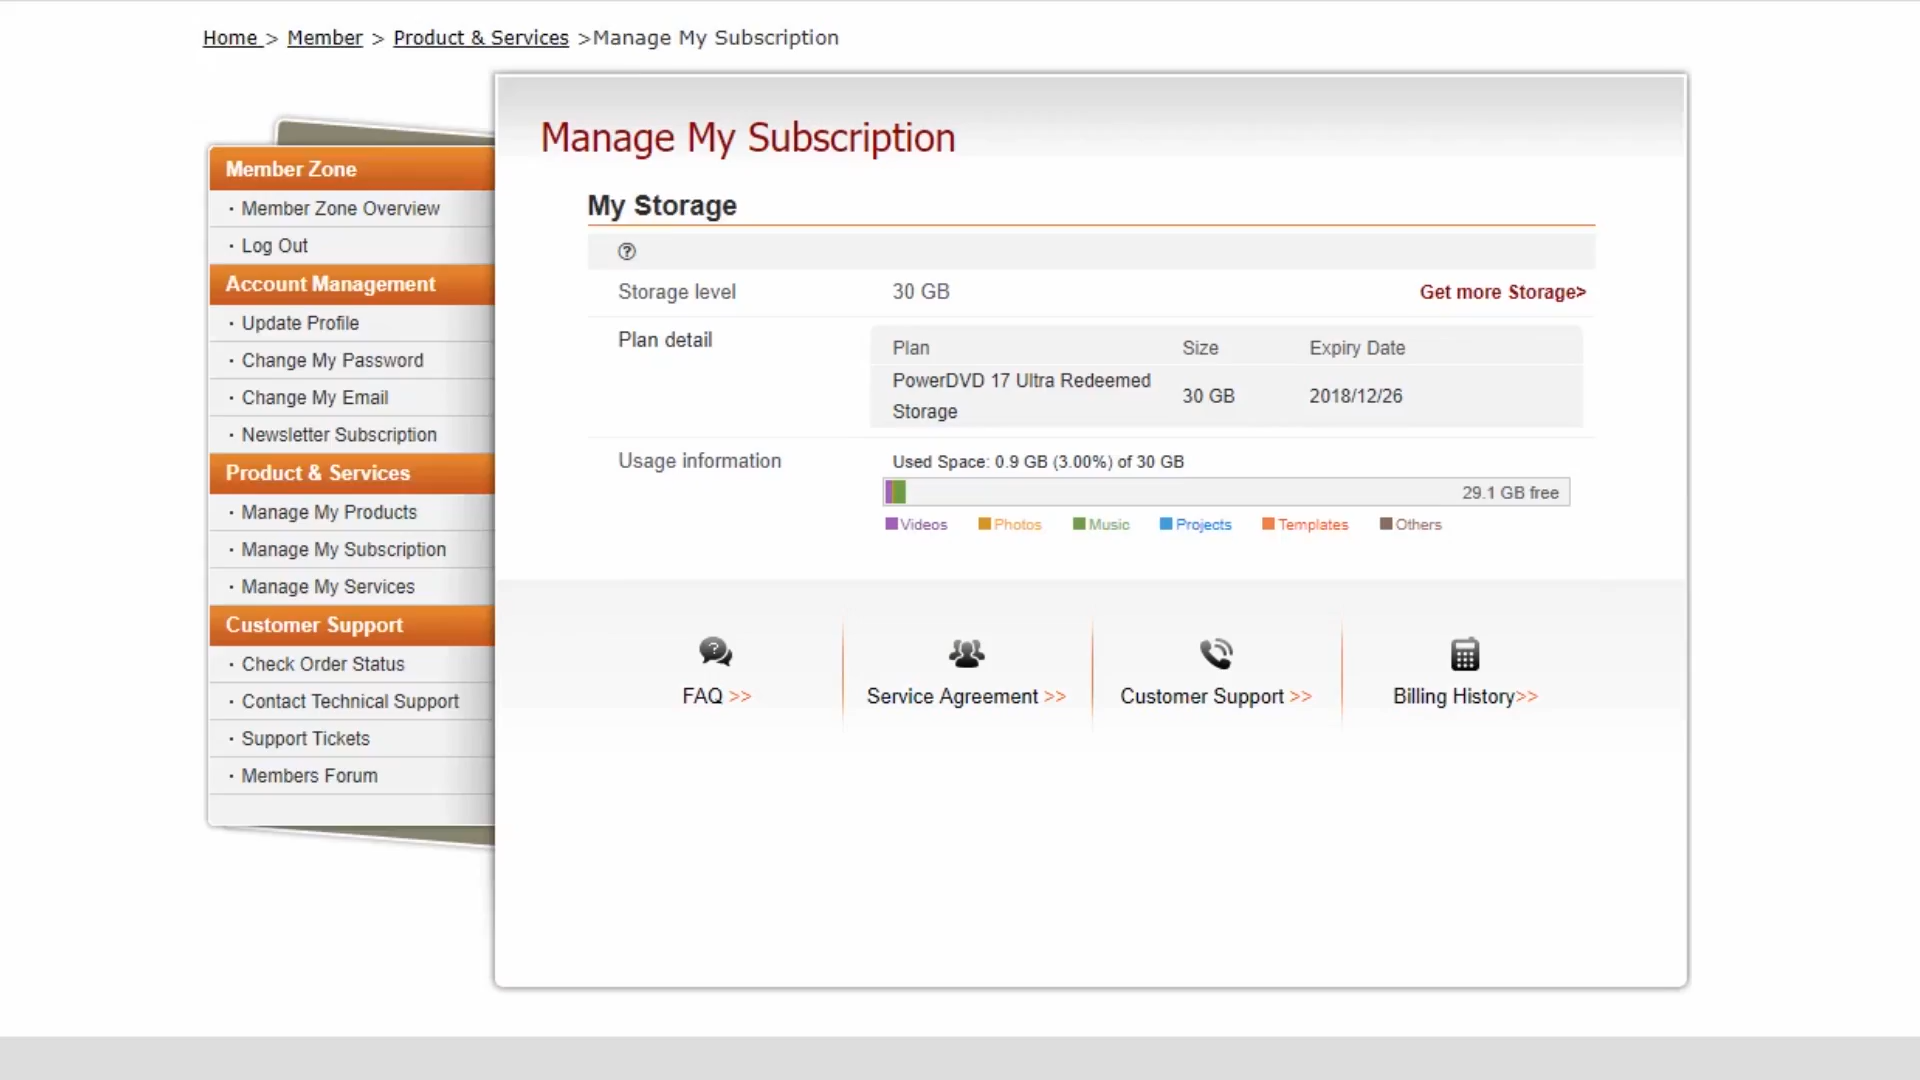 Home > Member > Product & Services >Manage My Subscription
Manage My Subscription
Member Zone
· Member Zone Overview
· Log Out
Account Management
· Update Profile
· Change My Password
· Change My Email
· Newsletter Subscription
Product & Services
· Manage My Products
· Manage My Subscription
· Manage My Services
Customer Support
· Check Order Status
· Contact Technical Support
· Support Tickets
· Members Forum
My Storage
?
Storage level 30 GB Get more Storage>
Plan detail
Plan Size Expiry Date
PowerDVD 17 Ultra Redeemed
Storage 30 GB 2018/12/26
Usage information Used Space: 0.9 GB (3.00%) of 30 GB
29.1 GB free
Videos Photos Music Projects Templates Others
FAQ >> Service Agreement >> Customer Support >> Billing History>>